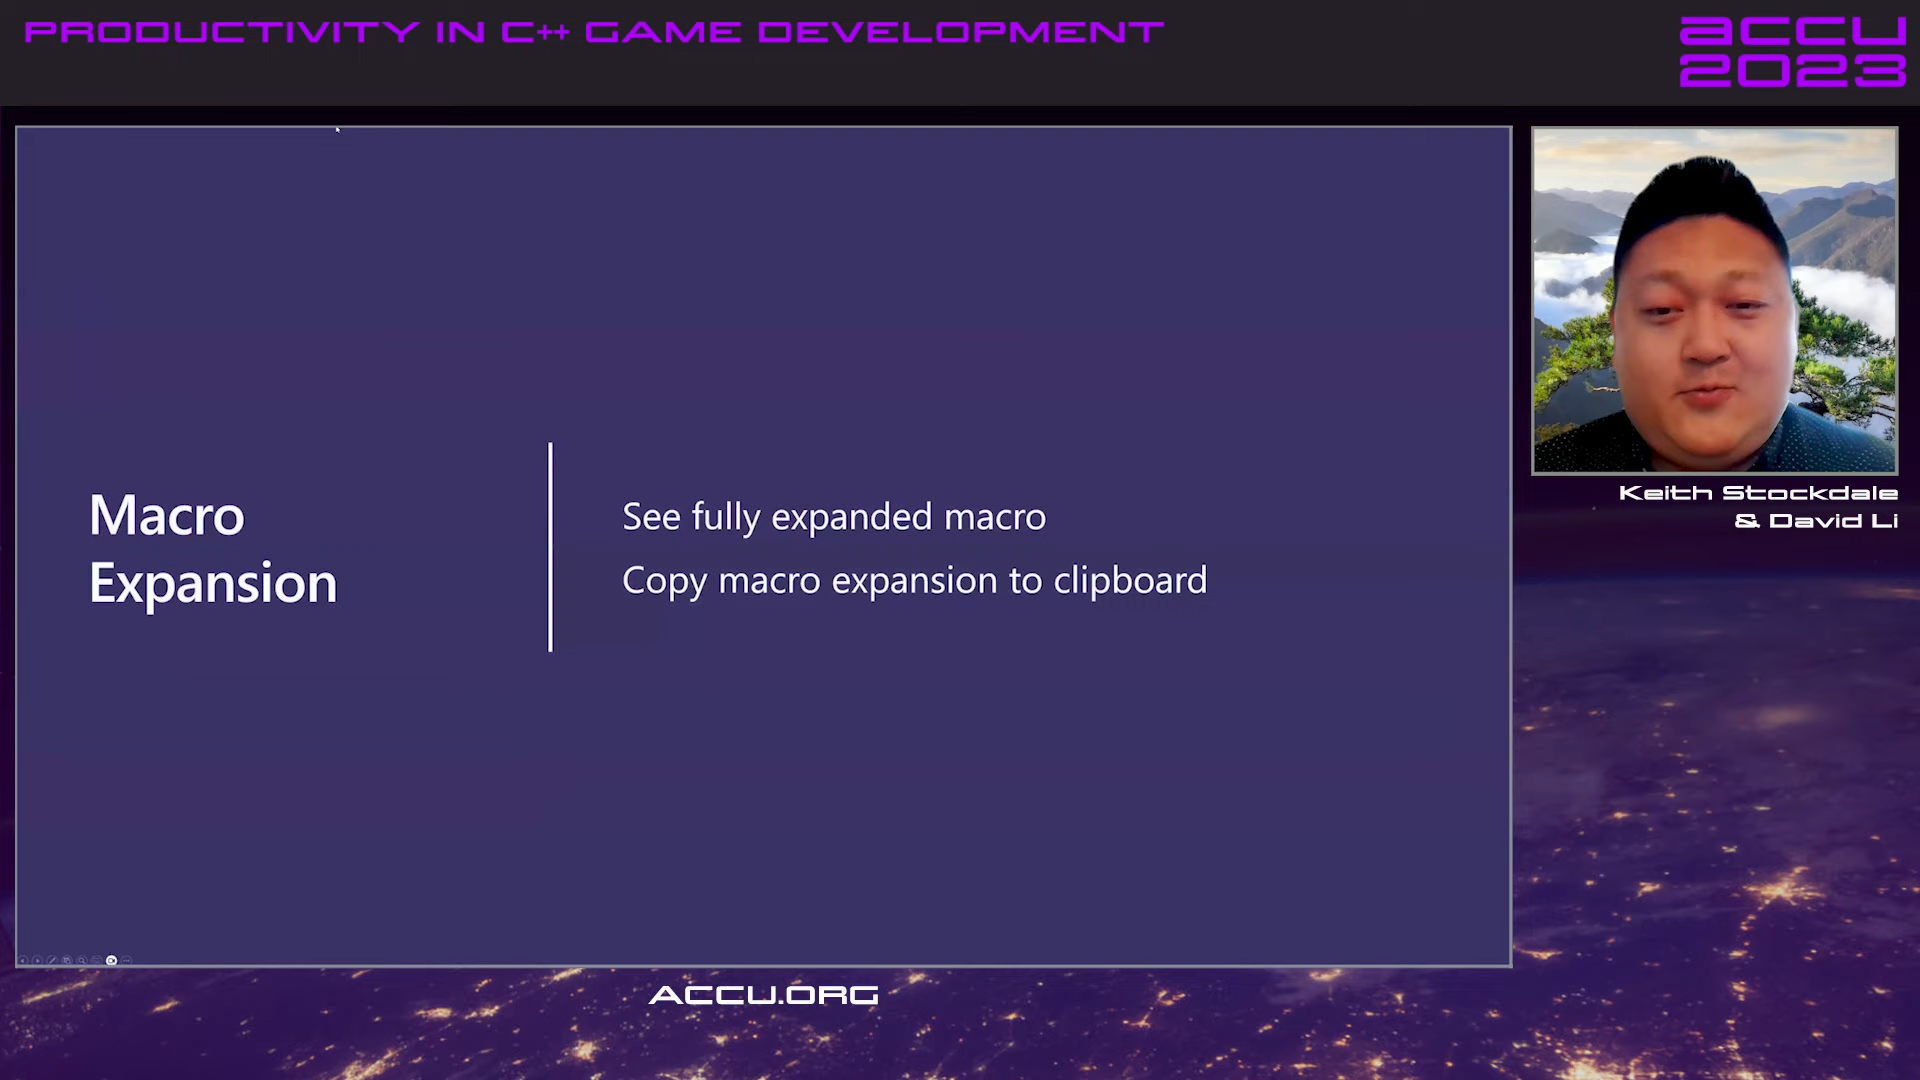 PRODUCTIVITY IN C++ GAME DEVELOPMENT
accu
2023
Macro
Expansion
See fully expanded macro
Copy macro expansion to clipboard
Keith Stockdale
& David Li
ACCU.ORG